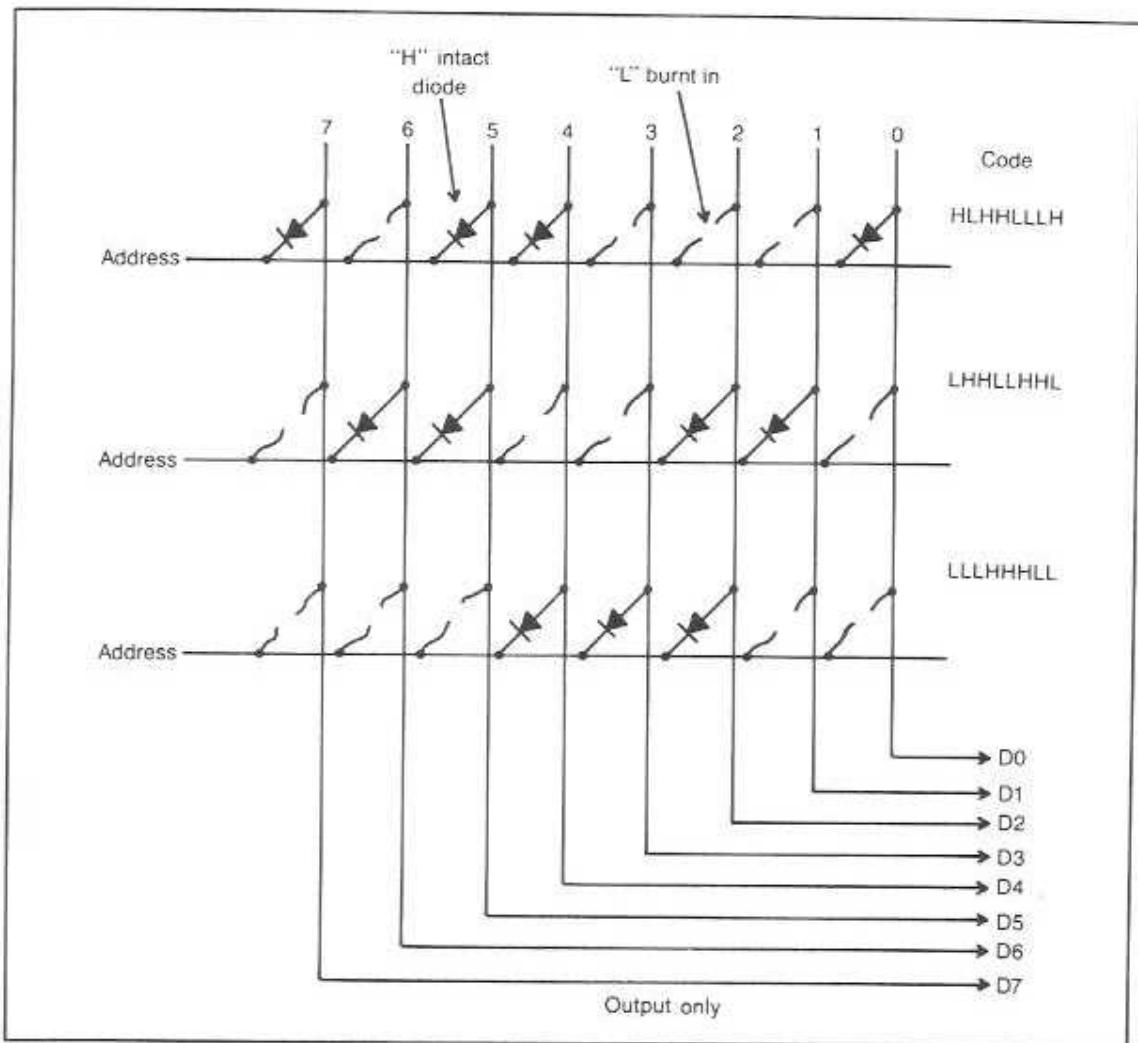 "H" intact
diode
"L" burnt in
7 6 5 4 3 2 1 0
Code
HLHHLLLH
Address
LHHLLHHL
Address
LLLHHHLL
Address
D0
D1
D2
D3
D4
D5
D6
D7
Output only